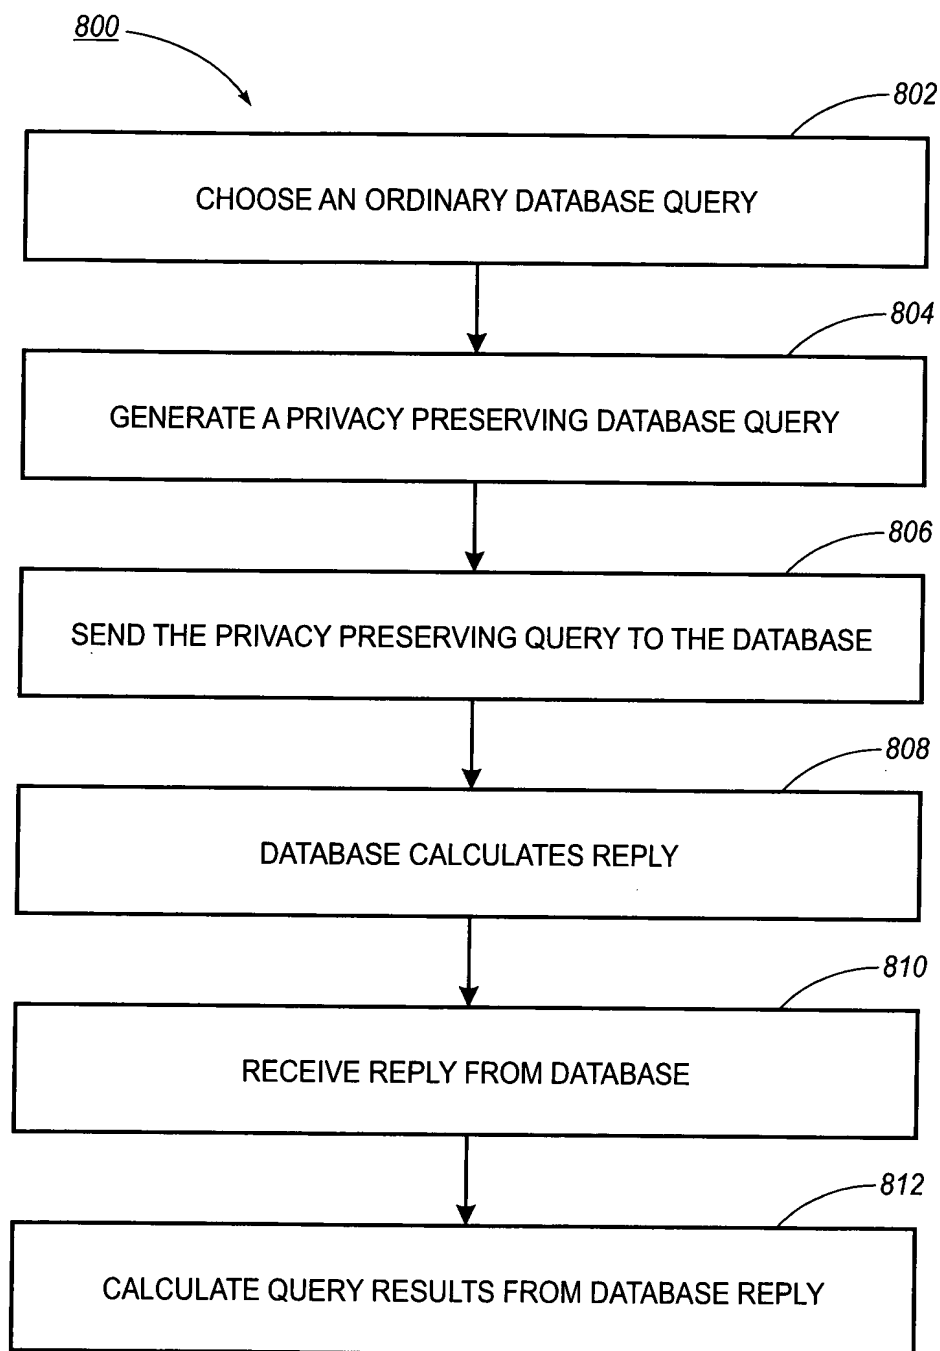 800
802
CHOOSE AN ORDINARY DATABASE QUERY
804
GENERATE A PRIVACY PRESERVING DATABASE QUERY
806
SEND THE PRIVACY PRESERVING QUERY TO THE DATABASE
808
DATABASE CALCULATES REPLY
810
RECEIVE REPLY FROM DATABASE
812
CALCULATE QUERY RESULTS FROM DATABASE REPLY